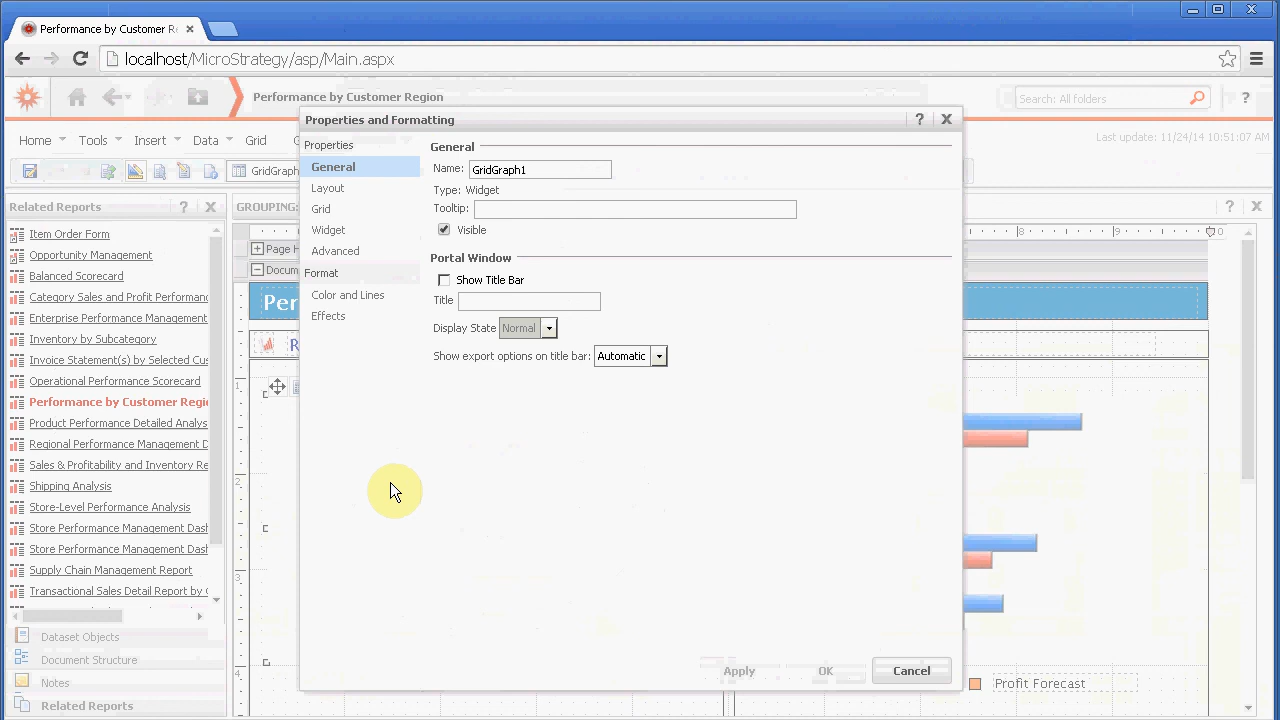 Performance by Customer Re
localhost/MicroStrategy/asp/Main.aspx
Performance by Customer Region
Search: All folders
?
Home Tools Insert Data Grid
Last update: 11/24/14 10:51:07 AM
GridGraph
Related Reports ?
GROUPING:
?
Item Order Form
Opportunity Management
Balanced Scorecard
Category Sales and Profit Performanc
Enterprise Performance Management
Inventory by Subcategory
Invoice Statement(s) by Selected Cus
Operational Performance Scorecard
Performance by Customer Regio
Product Performance Detailed Analys
Regional Performance Management D
Sales & Profitability and Inventory Re
Shipping Analysis
Store-Level Performance Analysis
Store Performance Management Dash
Store Performance Management Dash
Supply Chain Management Report
Transactional Sales Detail Report by
Dataset Objects
Document Structure
Notes
Related Reports
Page H
Docum
Per
1
2
3
4
8
9
Properties and Formatting ?
Properties
General
Layout
Grid
Widget
Advanced
Format
Color and Lines
Effects
General
Name: GridGraph1
Type: Widget
Tooltip:
Visible
Portal Window
Show Title Bar
Title
Display State Normal
Show export options on title bar: Automatic
Apply OK Cancel
Profit Forecast